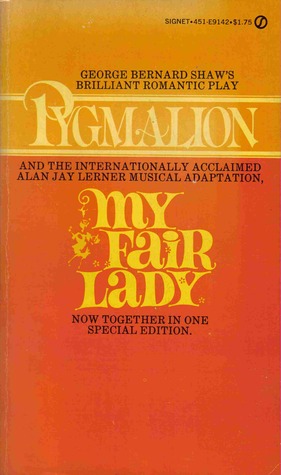 SIGNET•451-E9142•$1.75
GEORGE BERNARD SHAW'S
BRILLIANT ROMANTIC PLAY
PYGMALION
AND THE INTERNATIONALLY ACCLAIMED
ALAN JAY LERNER MUSICAL ADAPTATION,
My
FaiR
LaDY
NOW TOGETHER IN ONE
SPECIAL EDITION.